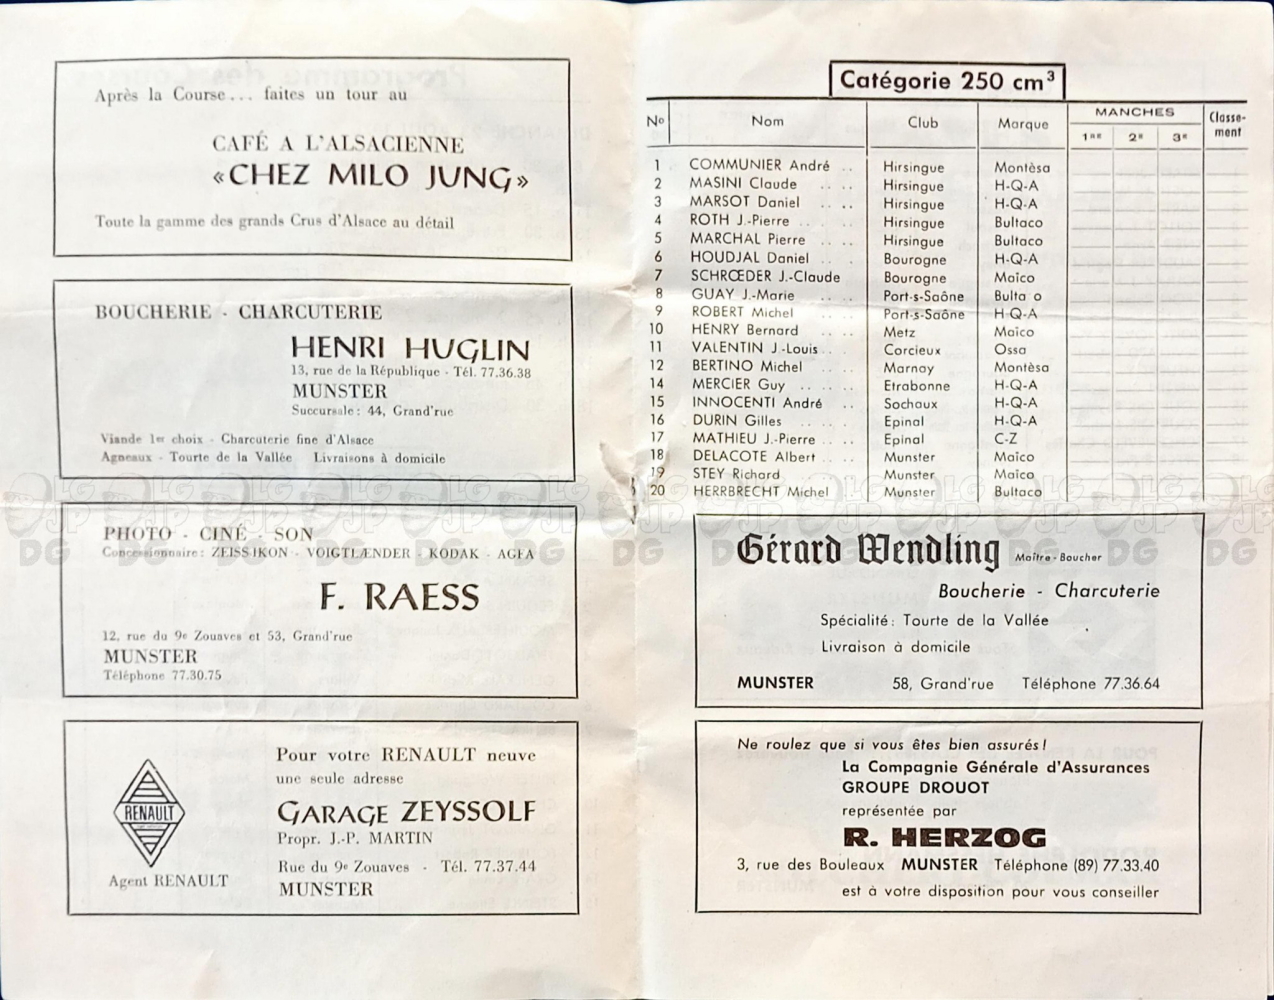 Après la Course... faites un tour au
CAFÉ A L'ALSACIENNE
«CHEZ MILO JUNG»
Toute la gamme des grands Crus d'Alsace au détail
BOUCHERIE - CHARCUTERIE
HENRI HUGLIN
13, rue de la République - Tél. 77.36.38
MUNSTER
Succursale : 44, Grand'rue
Viande 1er choix - Charcuterie fine d'Alsace
Agneaux - Tourte de la Vallée Livraisons à domicile
PHOTO - CINÉ - SON
Concessionnaire : ZEISS IKON - VOIGTLÆNDER - KODAK - AGFA
F. RAESS
12, rue du 9e Zouaves et 53, Grand'rue
MUNSTER
Téléphone 77.30.75
RENAULT
Agent RENAULT
Pour votre RENAULT neuve
une seule adresse
GARAGE ZEYSSOLF
Propr. J.-P. MARTIN
Rue du 9e Zouaves - Tél. 77.37.44
MUNSTER
Catégorie 250 cm³
No Nom Club Marque MANCHES Classe-
1re 2e 3e ment
1 COMMUNIER André .. Hirsingue Montèsa
2 MASINI Claude .. .. Hirsingue H-Q-A
3 MARSOT Daniel .. .. Hirsingue H-Q-A
4 ROTH J.-Pierre .. .. Hirsingue Bultaco
5 MARCHAL Pierre .. .. Hirsingue Bultaco
6 HOUDJAL Daniel .. .. Bourogne H-Q-A
7 SCHRŒDER J.-Claude Bourogne Maïco
8 GUAY J.-Marie .. .. Port-s-Saône Bulta o
9 ROBERT Michel .. .. Port-s-Saône H-Q-A
10 HENRY Bernard .. .. Metz Maïco
11 VALENTIN J.-Louis .. .. Corcieux Ossa
12 BERTINO Michel .. .. Marnay Montèsa
14 MERCIER Guy .. .. Etrabonne H-Q-A
15 INNOCENTI André .. Sochaux H-Q-A
16 DURIN Gilles .. .. Epinal H-Q-A
17 MATHIEU J.-Pierre .. .. Epinal C-Z
18 DELACOTE Albert .. .. Munster Maïco
19 STEY Richard Munster Maïco
20 HERRBRECHT Michel Munster Bultaco
Gérard Wendling Maître-Boucher
Boucherie - Charcuterie
Spécialité : Tourte de la Vallée
Livraison à domicile
MUNSTER 58, Grand'rue Téléphone 77.36.64
Ne roulez que si vous êtes bien assurés !
La Compagnie Générale d'Assurances
GROUPE DROUOT
représentée par
R. HERZOG
3, rue des Bouleaux MUNSTER Téléphone (89) 77.33.40
est à votre disposition pour vous conseiller